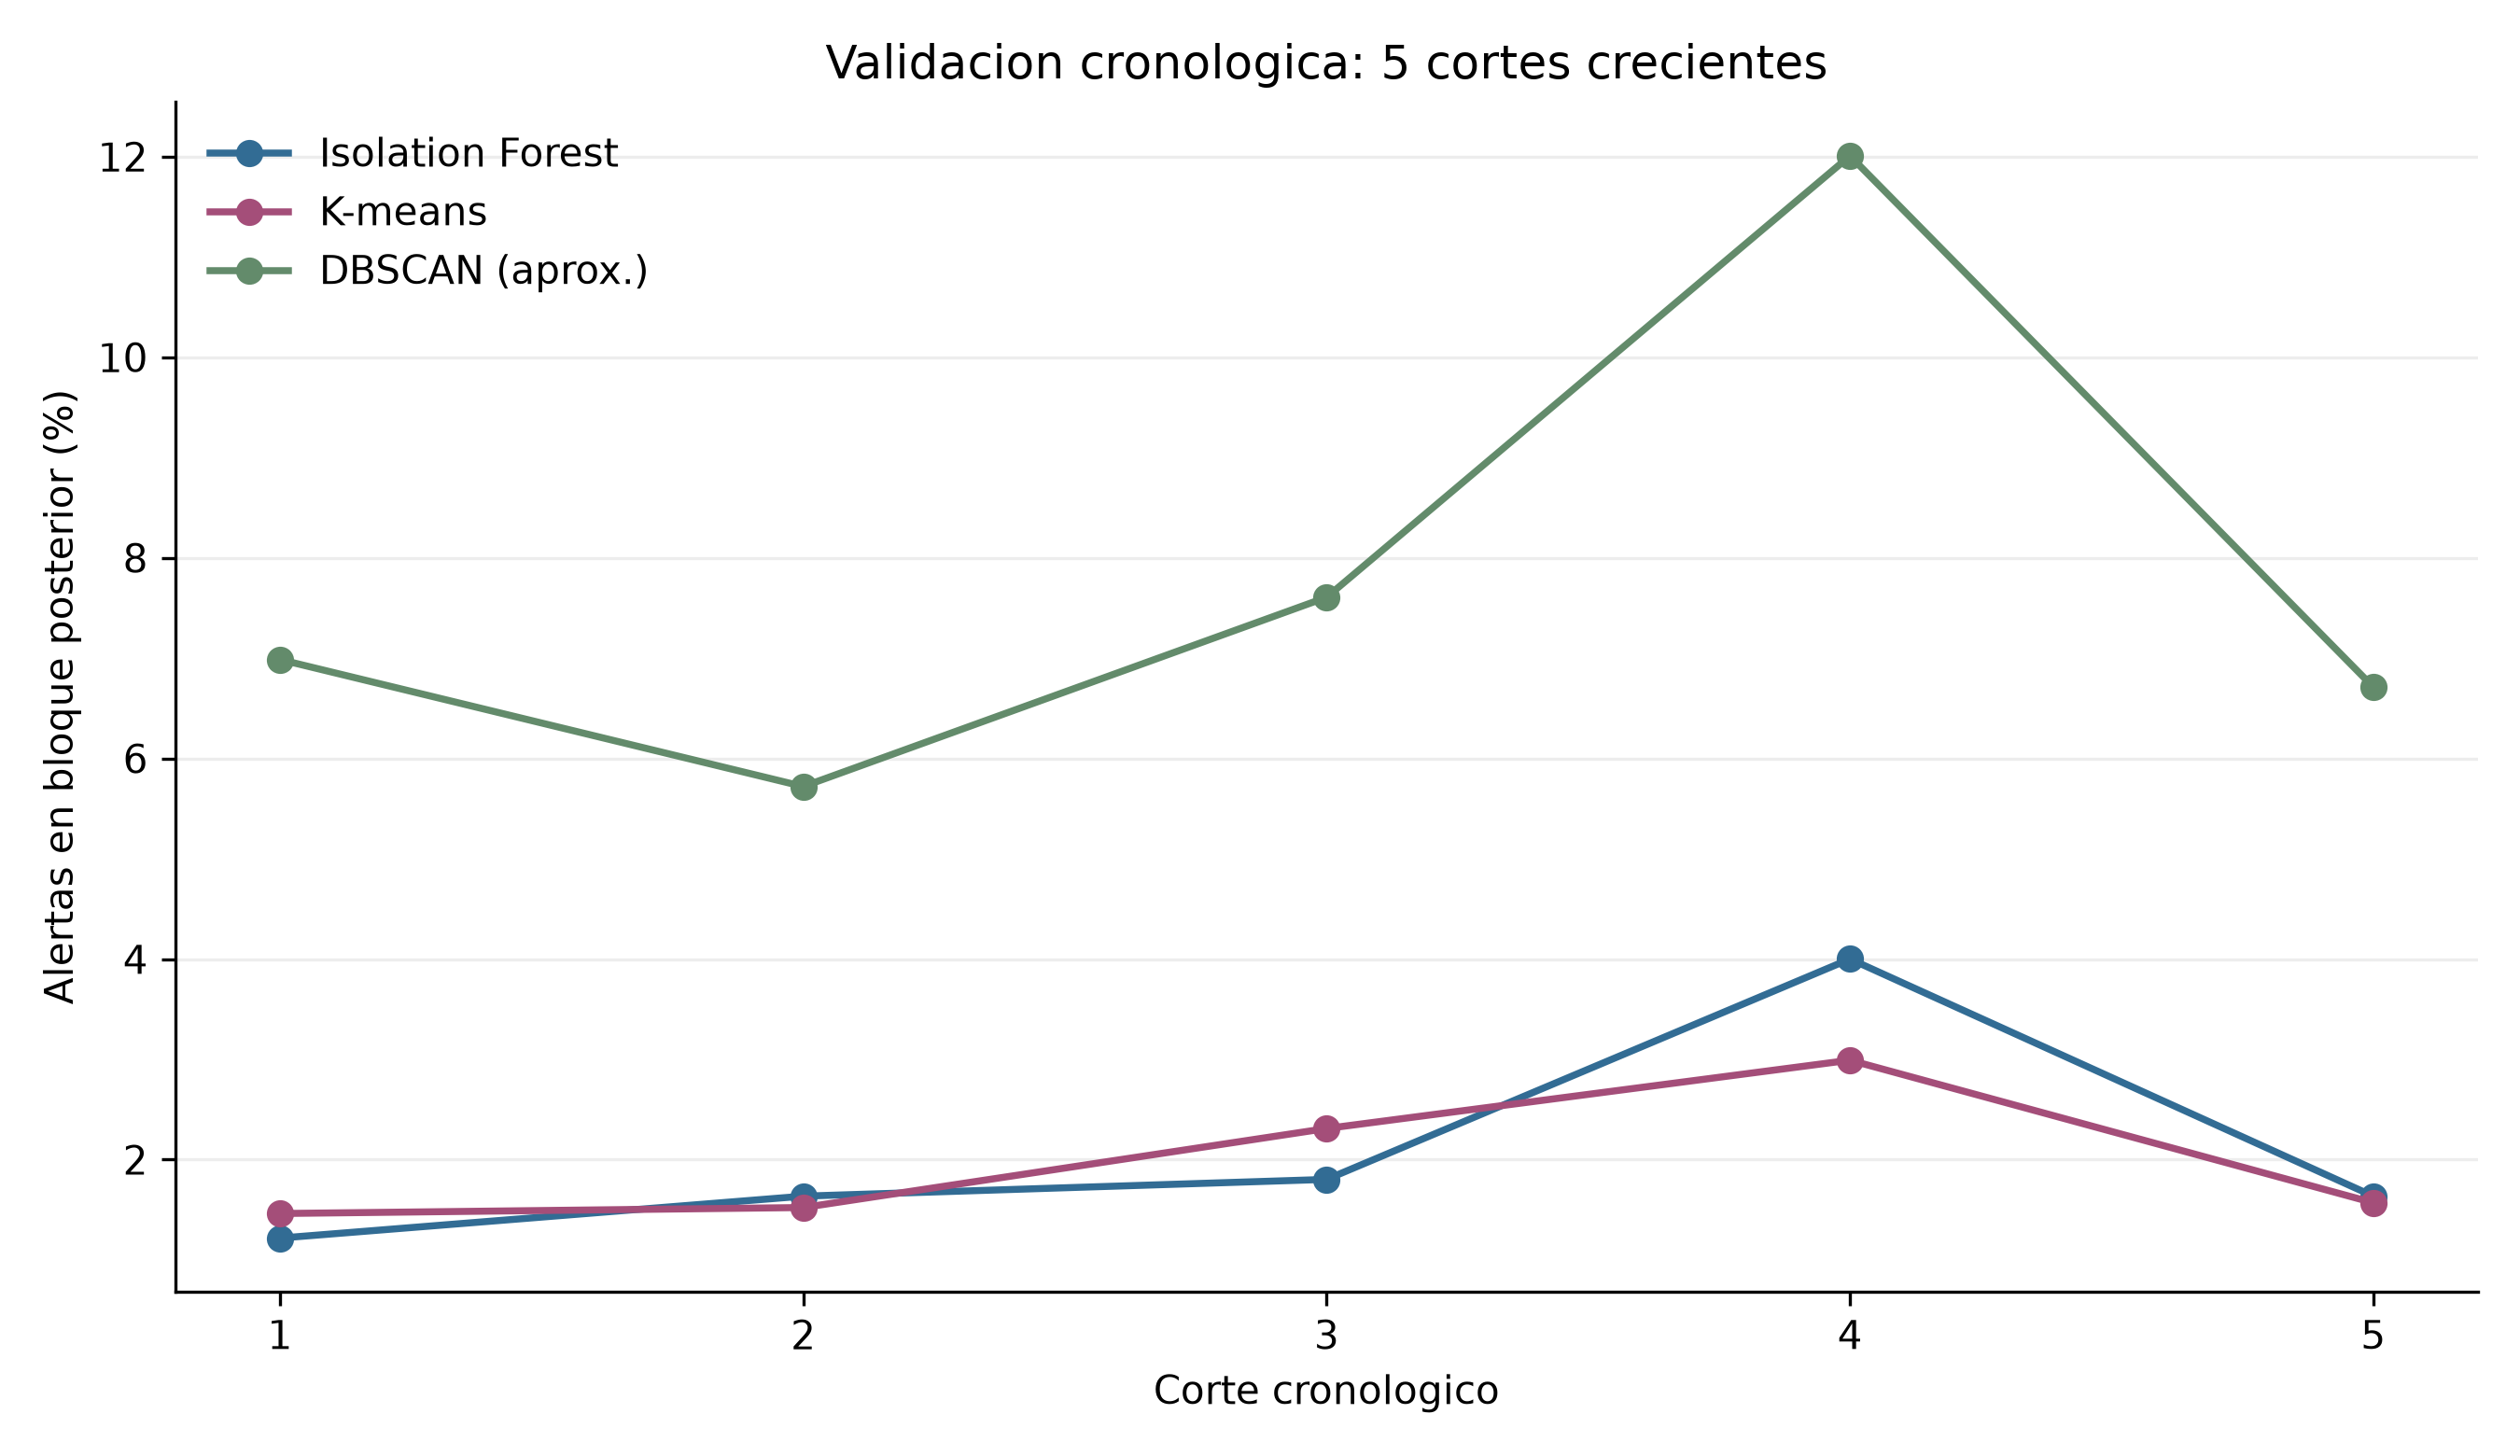 Validacion cronologica: 5 cortes crecientes
Isolation Forest
K-means
DBSCAN (aprox.)
Alertas en bloque posterior (%)
12
10
8
6
4
2
1 2 3 4 5
Corte cronologico